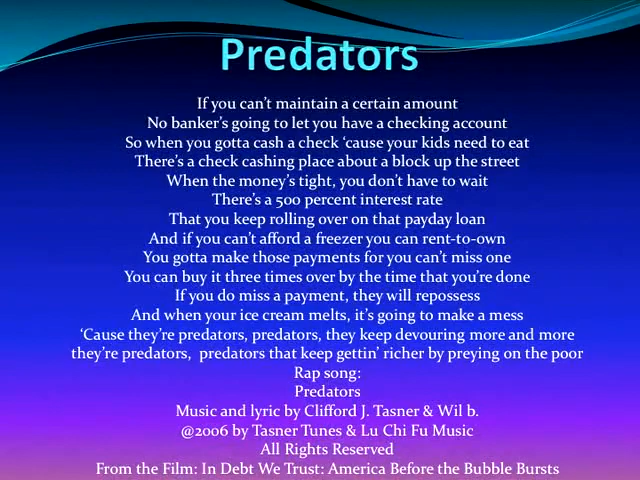 Predators
If you can't maintain a certain amount
No banker's going to let you have a checking account
So when you gotta cash a check ‘cause your kids need to eat
There's a check cashing place about a block up the street
When the money's tight, you don't have to wait
There's a 500 percent interest rate
That you keep rolling over on that payday loan
And if you can't afford a freezer you can rent-to-own
You gotta make those payments for you can't miss one
You can buy it three times over by the time that you're done
If you do miss a payment, they will repossess
And when your ice cream melts, it's going to make a mess
‘Cause they're predators, predators, they keep devouring more and more
they're predators,  predators that keep gettin' richer by preying on the poor
Rap song:
Predators
Music and lyric by Clifford J. Tasner & Wil b.
@2006 by Tasner Tunes & Lu Chi Fu Music
All Rights Reserved
From the Film: In Debt We Trust: America Before the Bubble Bursts